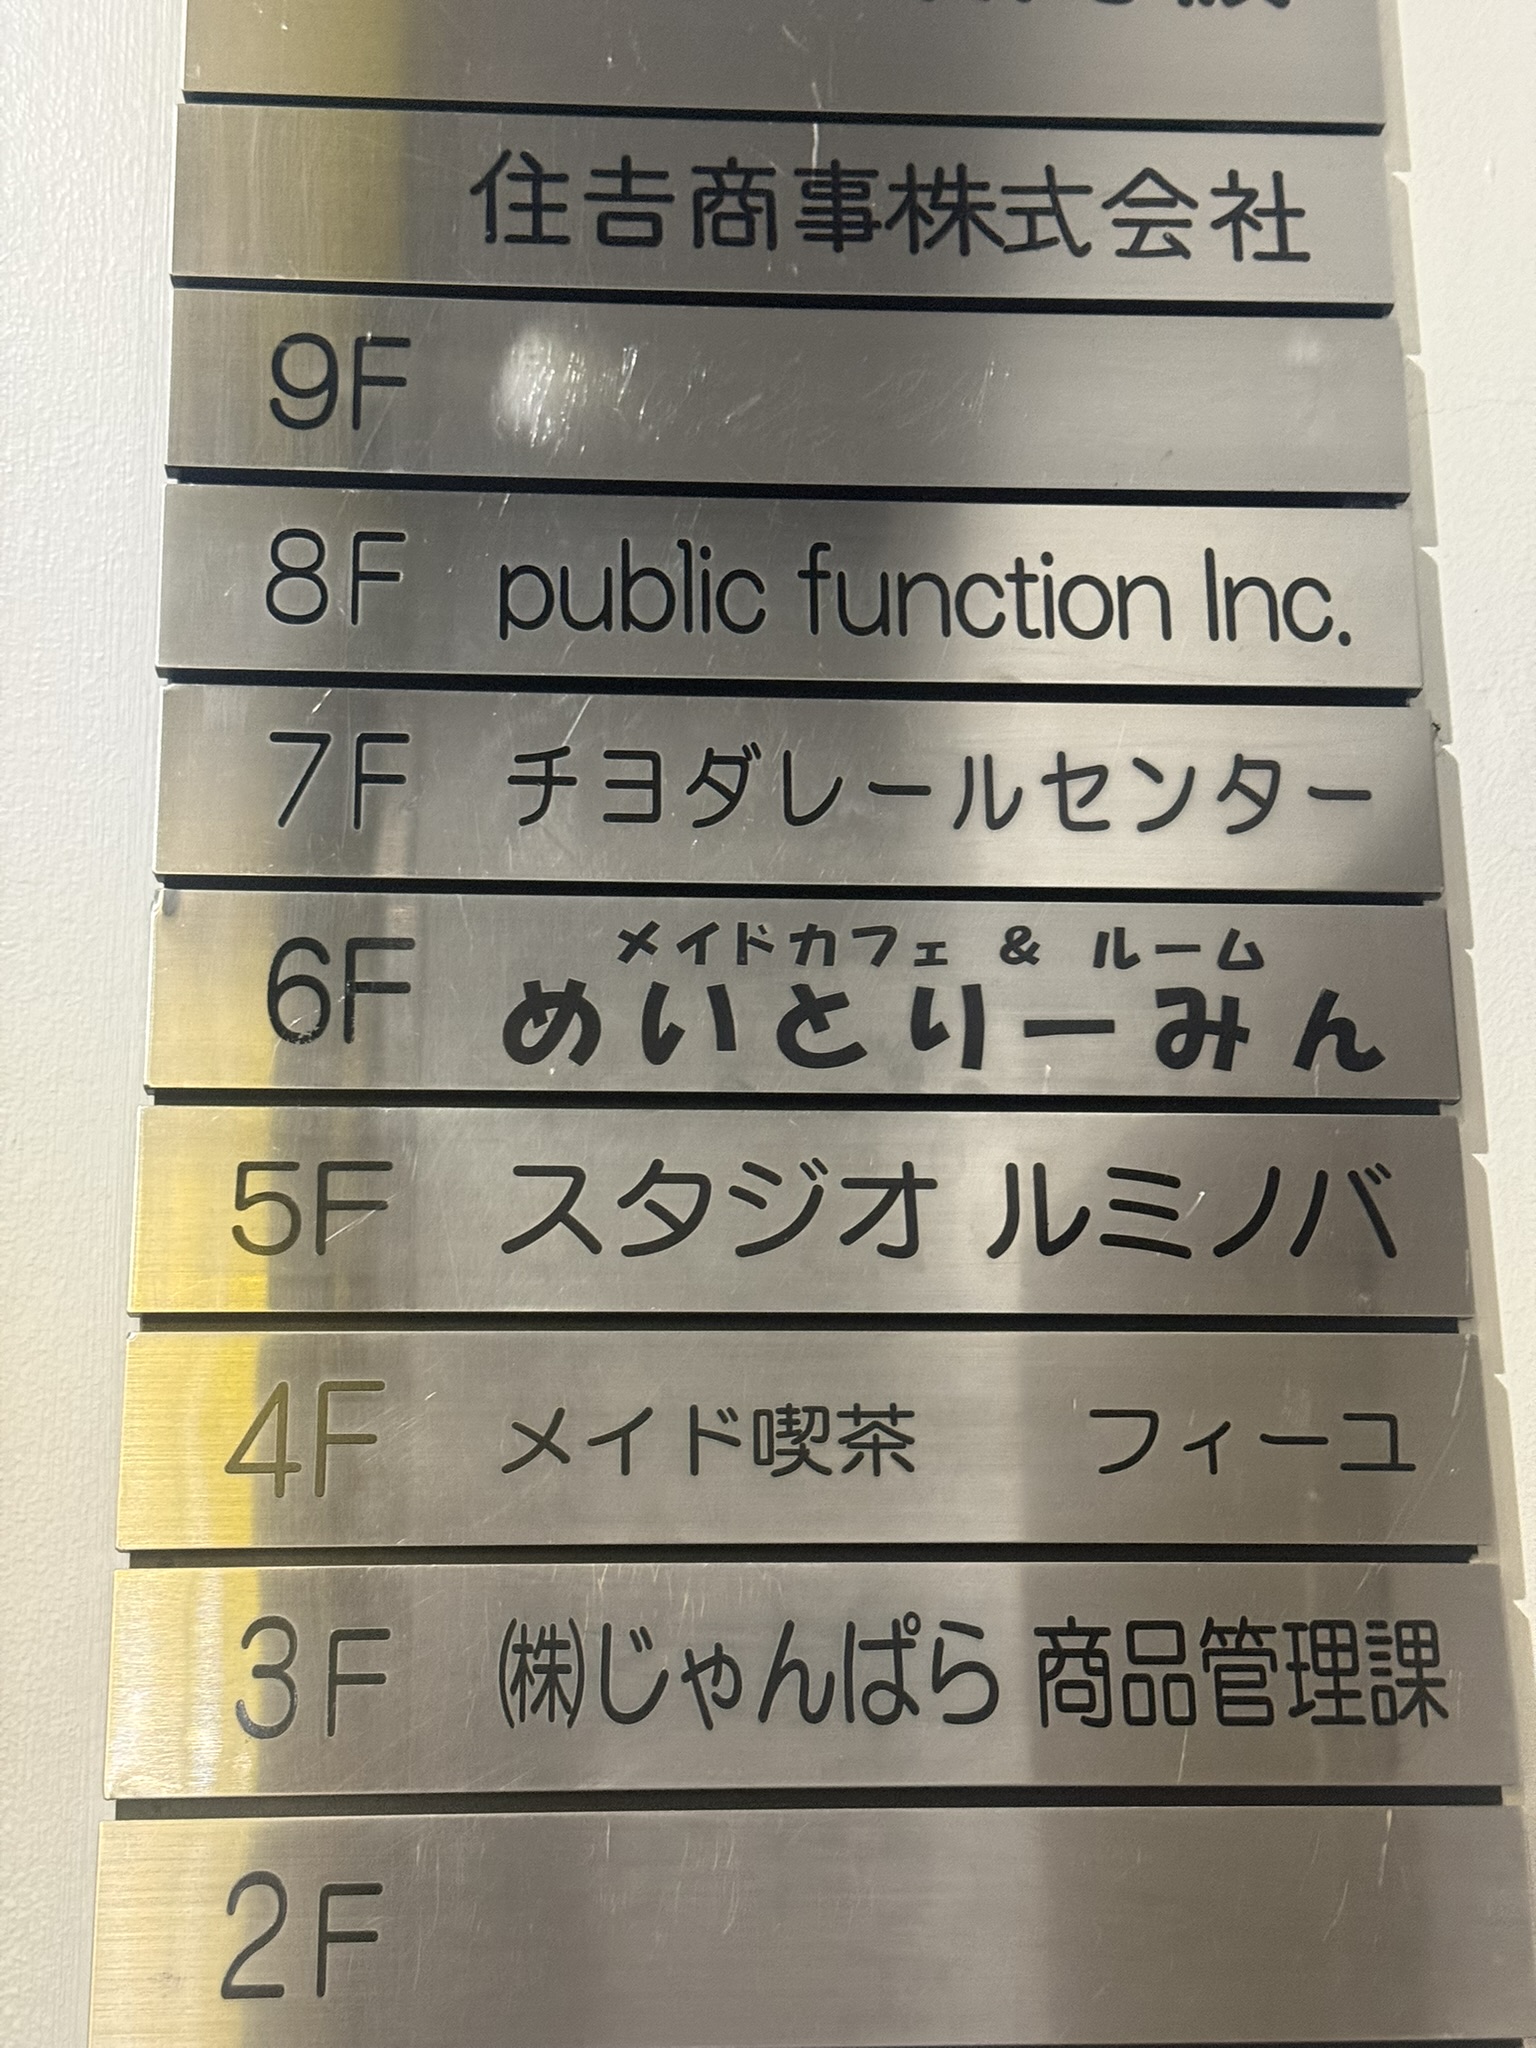 住吉商事株式会社
9F
8F public function Inc.
7F チヨダレールセンター
メイドカフェ & ルーム
6F めいとりーみん
5F スタジオ ルミノバ
4F メイド喫茶 フィーユ
3F ㈱じゃんぱら 商品管理課
2F